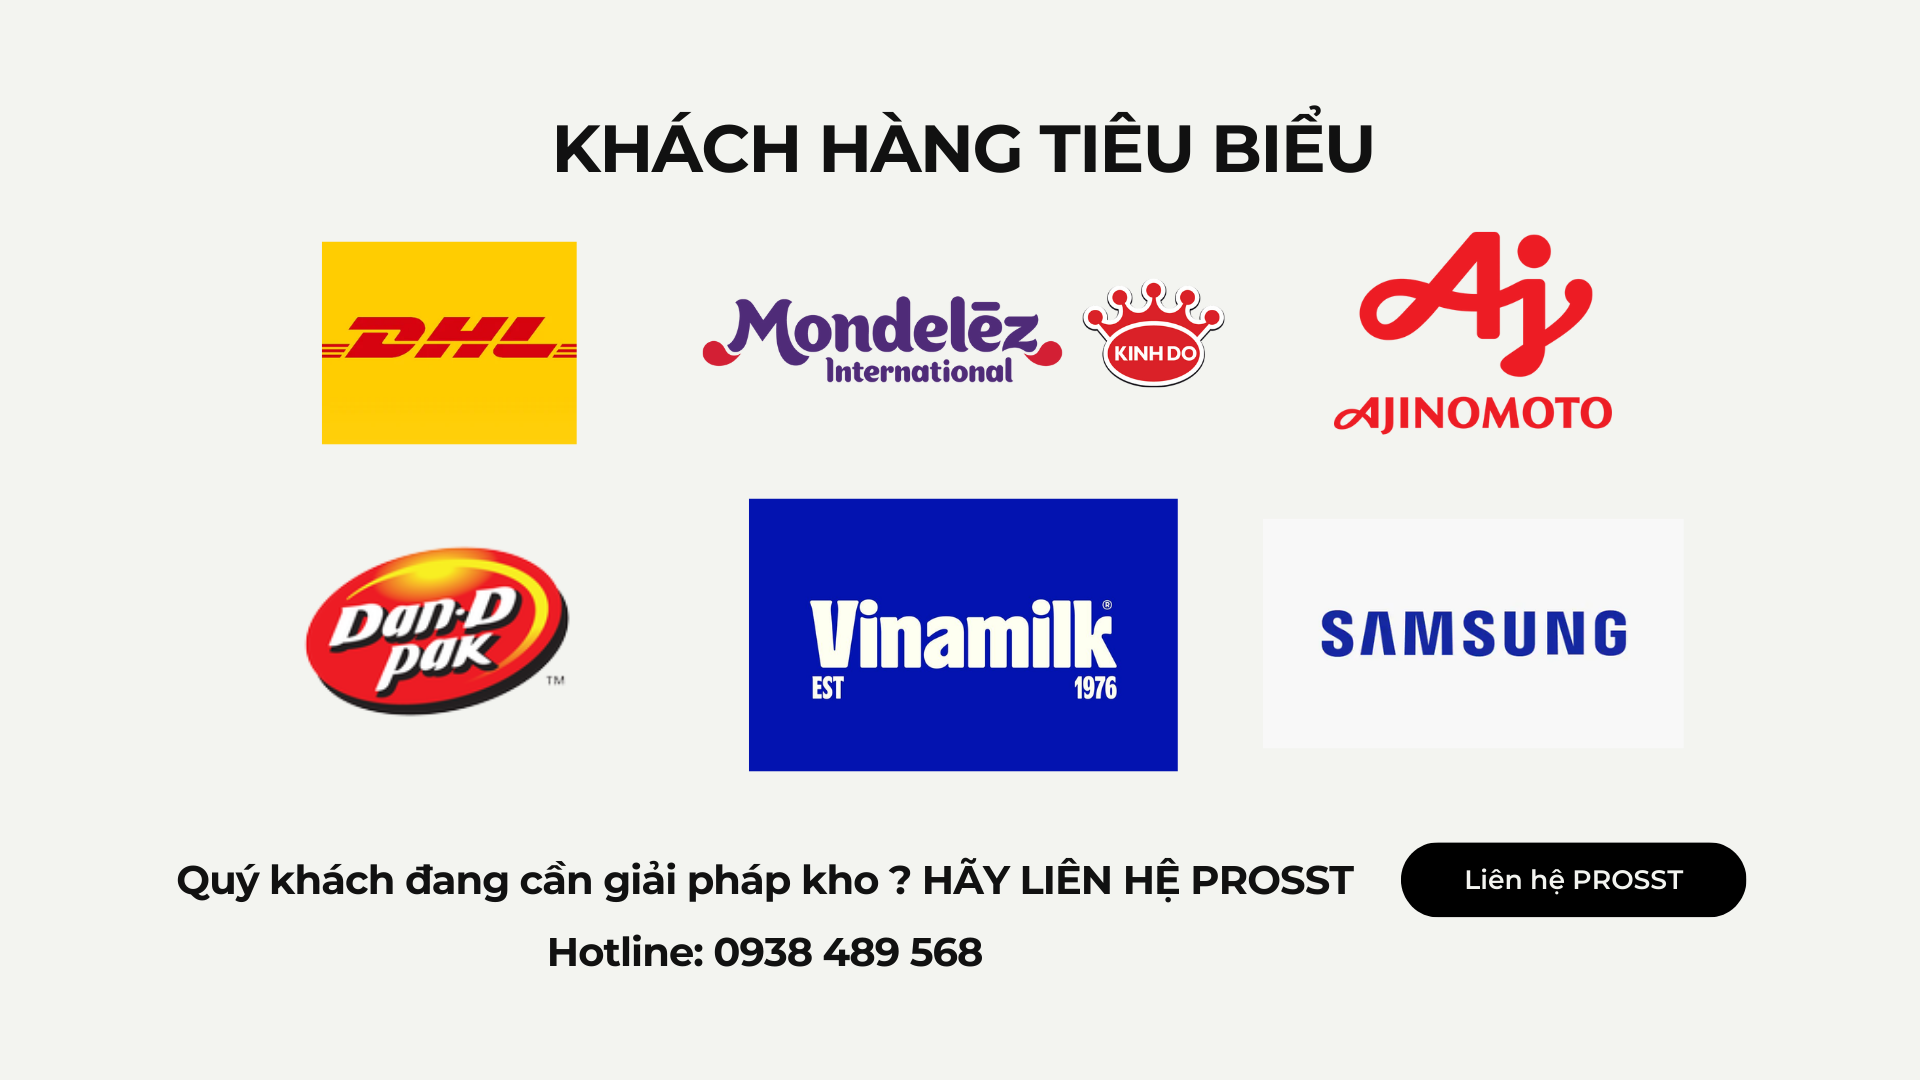 KHÁCH HÀNG TIÊU BIỂU
DHL
Mondelēz
International
KINH DO
Aj
AJINOMOTO
Dan·D
pak
TM
Vinamilk®
EST 1976
SAMSUNG
Quý khách đang cần giải pháp kho ? HÃY LIÊN HỆ PROSST
Liên hệ PROSST
Hotline: 0938 489 568